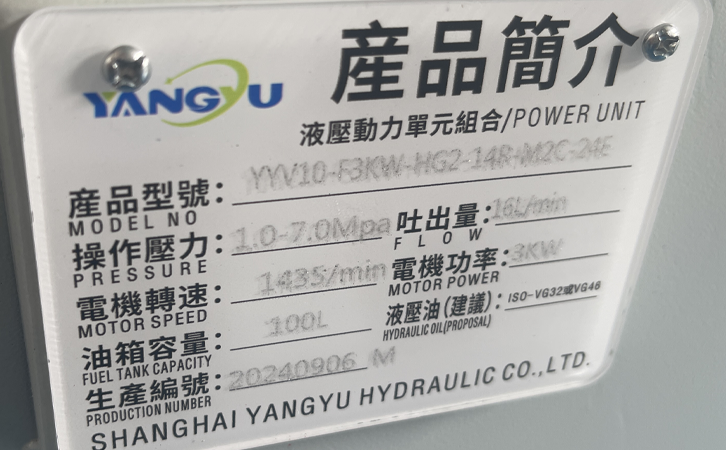 YANGYU
產品簡介
液壓動力單元組合/POWER UNIT
產品型號: YYV10-F3KW-HG2-14R+M2C-24E
MODEL NO
操作壓力: 1.0-7.0Mpa 吐出量: 16L/min
PRESSURE FLOW
電機轉速: 1435/min 電機功率: 3KW
MOTOR SPEED MOTOR POWER
油箱容量: 100L 液壓油(建議): ISO-VG32或VG46
FUEL TANK CAPACITY HYDRAULIC OIL(PROPOSAL)
生產編號: 20240906 M
PRODUCTION NUMBER
SHANGHAI YANGYU HYDRAULIC CO.,LTD.